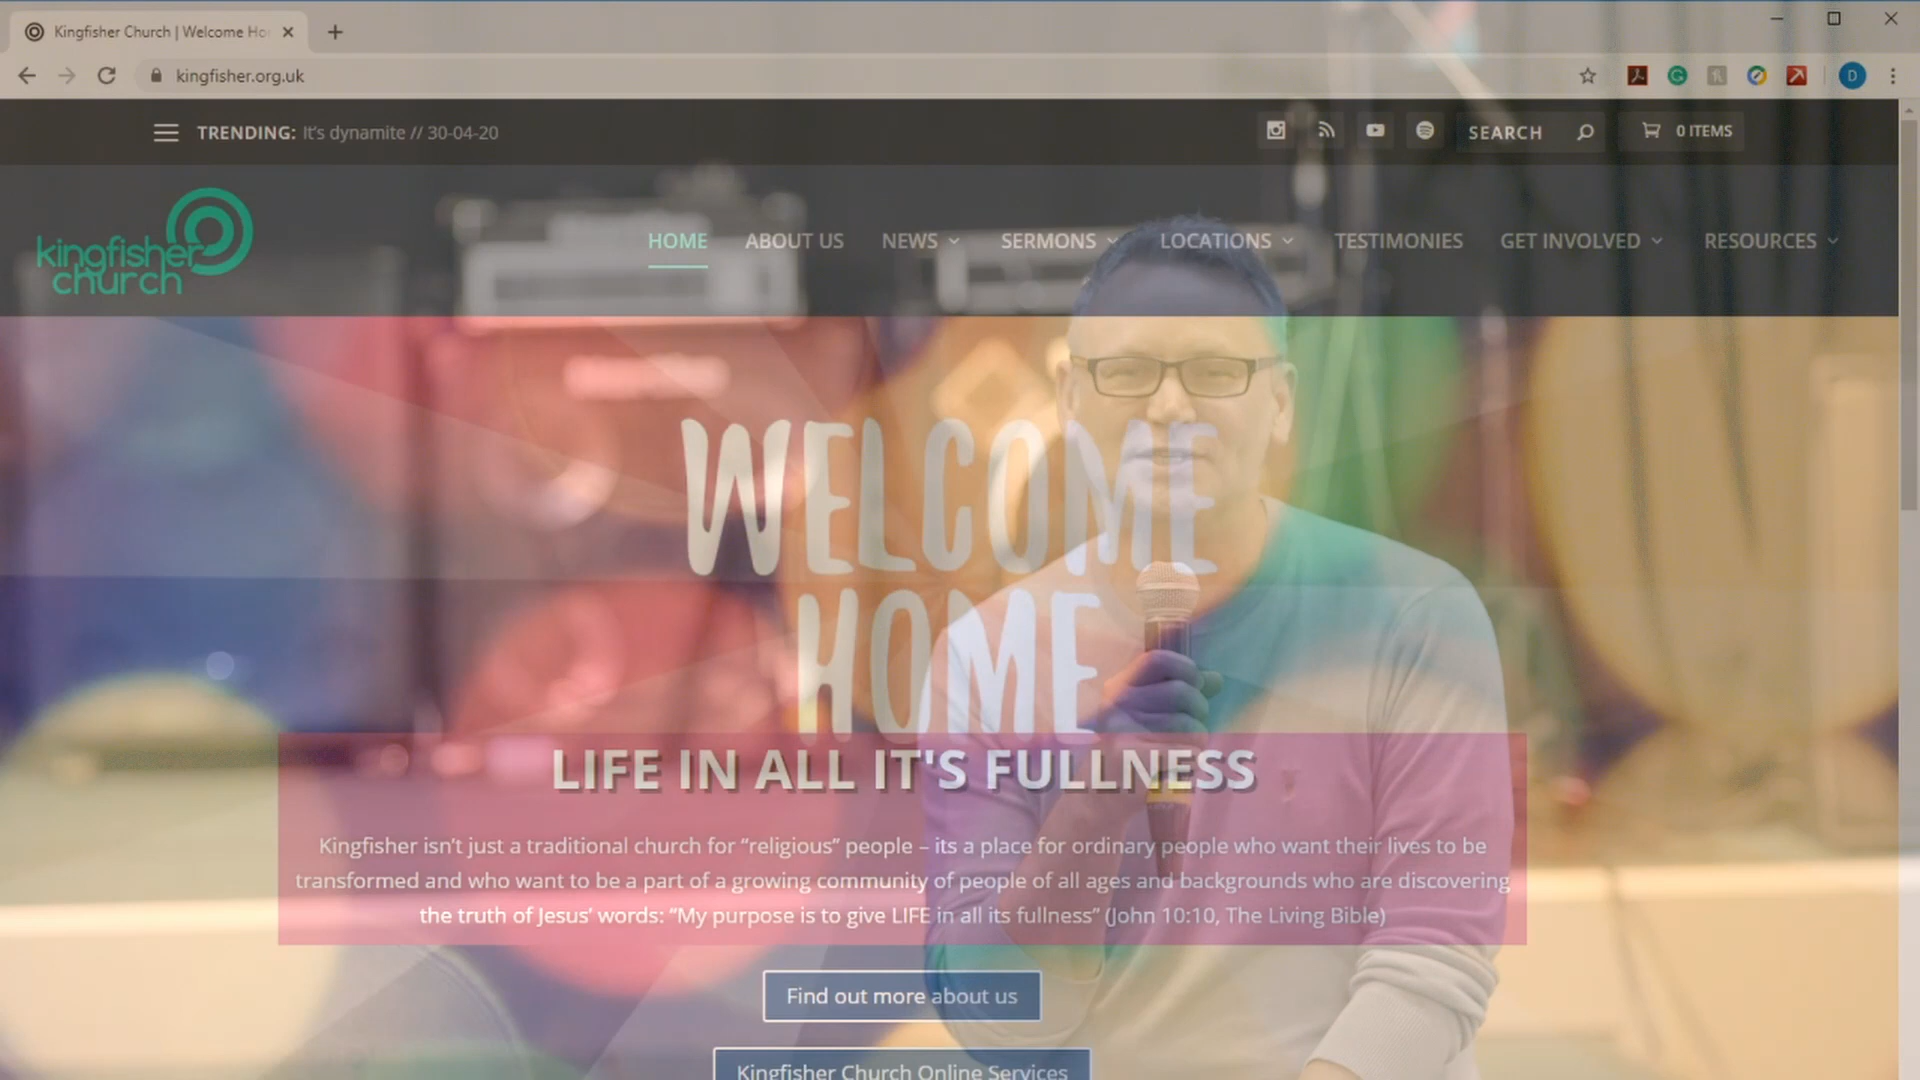 Kingfisher Church | Welcome Ho
kingfisher.org.uk
D
TRENDING: It's dynamite // 30-04-20
SEARCH
0 ITEMS
kingfisher
church
HOME
ABOUT US
NEWS
SERMONS
LOCATIONS
TESTIMONIES
GET INVOLVED
RESOURCES
WELCOME
HOME
LIFE IN ALL IT'S FULLNESS
Kingfisher isn't just a traditional church for “religious” people – its a place for ordinary people who want their lives to be
transformed and who want to be a part of a growing community of people of all ages and backgrounds who are discovering
the truth of Jesus’ words: “My purpose is to give LIFE in all its fullness” (John 10:10, The Living Bible)
Find out more about us
Kingfisher Church Online Services